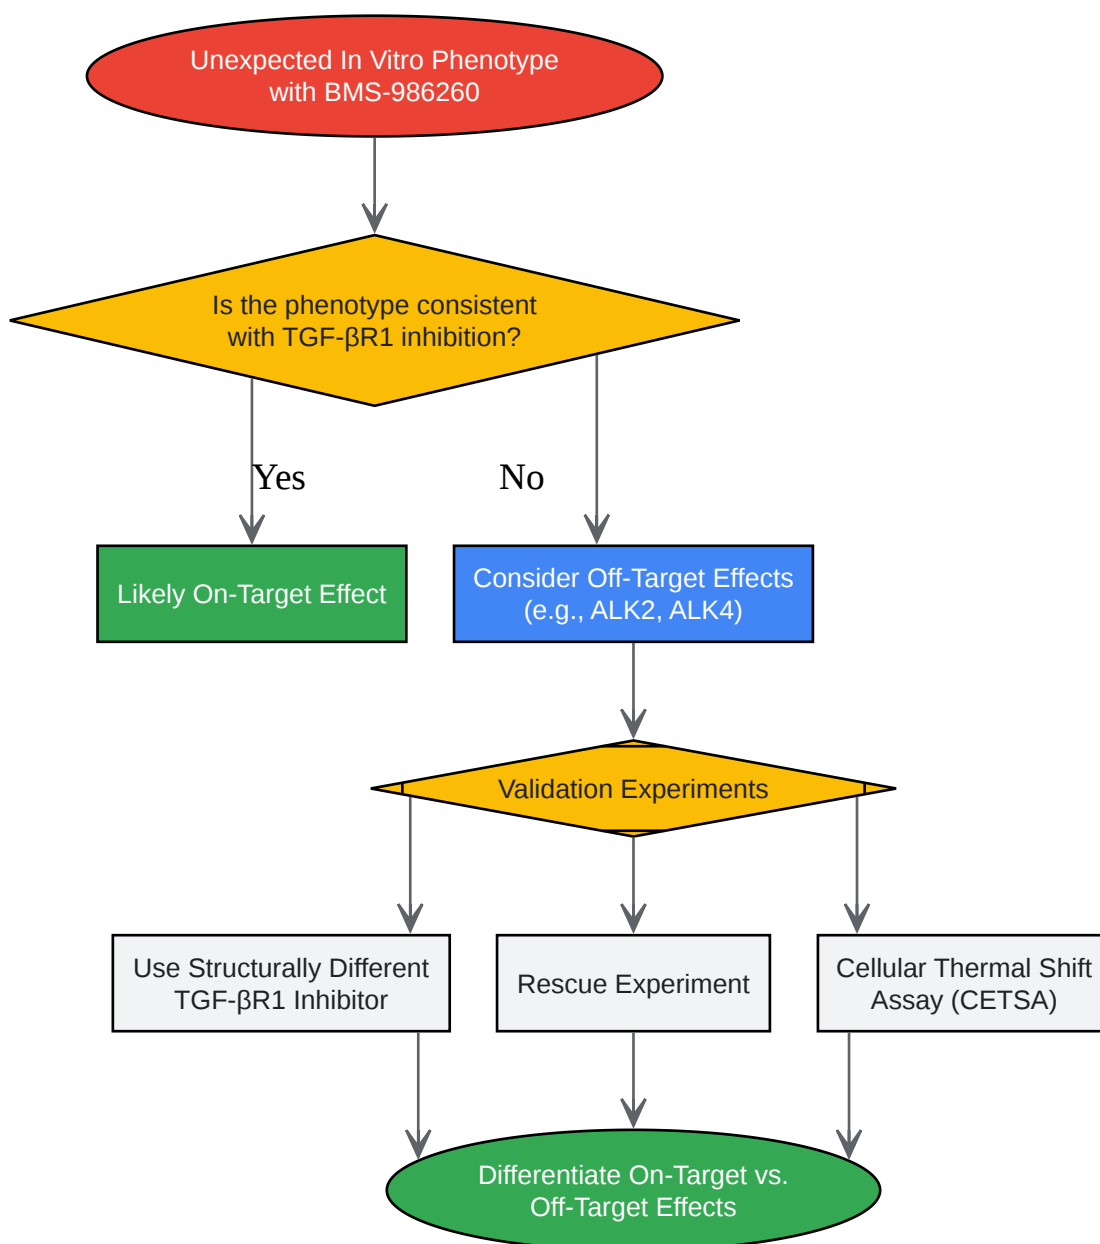 Unexpected In Vitro Phenotype
with BMS-986260
Is the phenotype consistent
with TGF-βR1 inhibition?
Yes
No
Likely On-Target Effect
Consider Off-Target Effects
(e.g., ALK2, ALK4)
Validation Experiments
Use Structurally Different
TGF-βR1 Inhibitor
Rescue Experiment
Cellular Thermal Shift
Assay (CETSA)
Differentiate On-Target vs.
Off-Target Effects